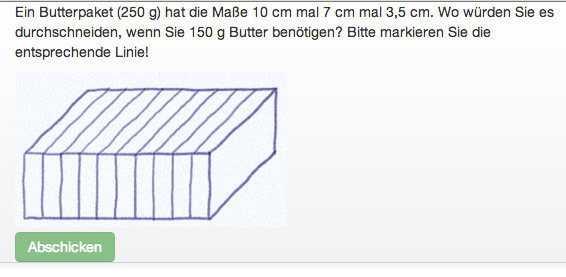 Ein Butterpaket (250 g) hat die Maße 10 cm mal 7 cm mal 3,5 cm. Wo würden Sie es
durchschneiden, wenn Sie 150 g Butter benötigen? Bitte markieren Sie die
entsprechende Linie!
Abschicken